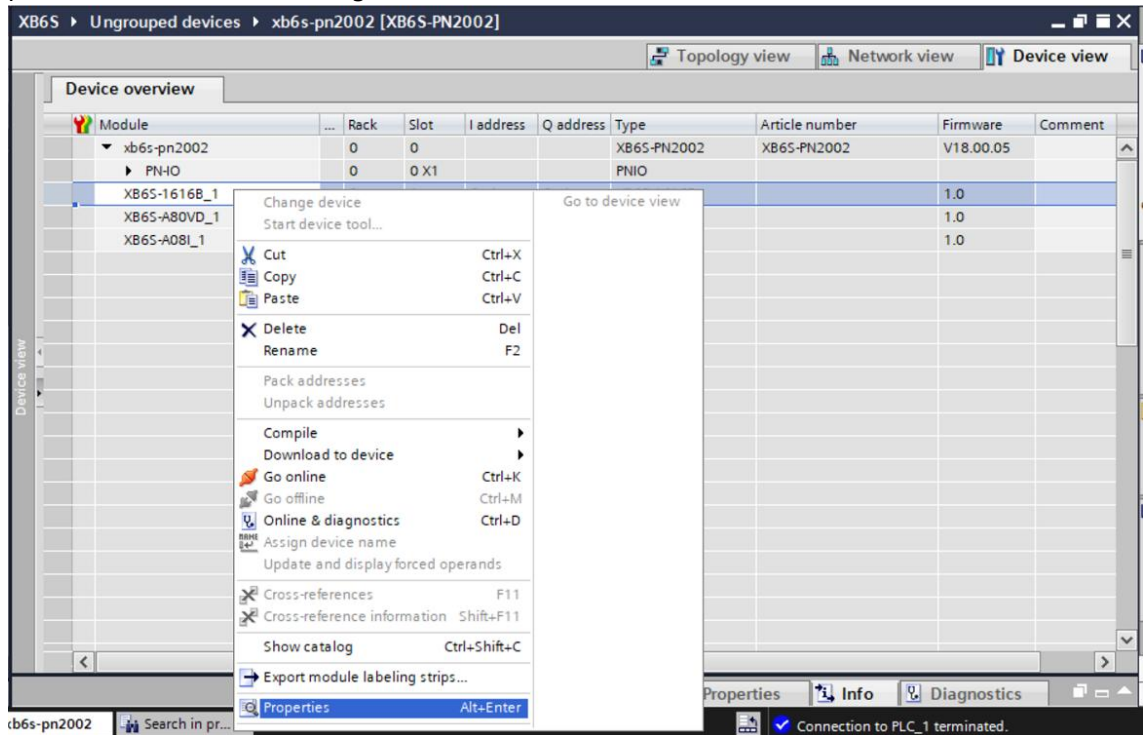 XB6S ▸ Ungrouped devices ▸ xb6s-pn2002 [XB6S-PN2002]
Topology view Network view Device view
Device overview
Module ... Rack Slot I address Q address Type Article number Firmware Comment
xb6s-pn2002 0 0 XB6S-PN2002 XB6S-PN2002 V18.00.05
PN-IO 0 0 X1 PNIO
XB6S-1616B_1 1.0
XB6S-A80VD_1 1.0
XB6S-A08I_1 1.0
Change device
Start device tool...
Cut Ctrl+X
Copy Ctrl+C
Paste Ctrl+V
Delete Del
Rename F2
Pack addresses
Unpack addresses
Compile
Download to device
Go online Ctrl+K
Go offline Ctrl+M
Online & diagnostics Ctrl+D
Assign device name
Update and display forced operands
Cross-references F11
Cross-reference information Shift+F11
Show catalog Ctrl+Shift+C
Export module labeling strips...
Properties Alt+Enter
Go to device view
Device view
Properties Info Diagnostics
xb6s-pn2002 Search in pr... Connection to PLC_1 terminated.